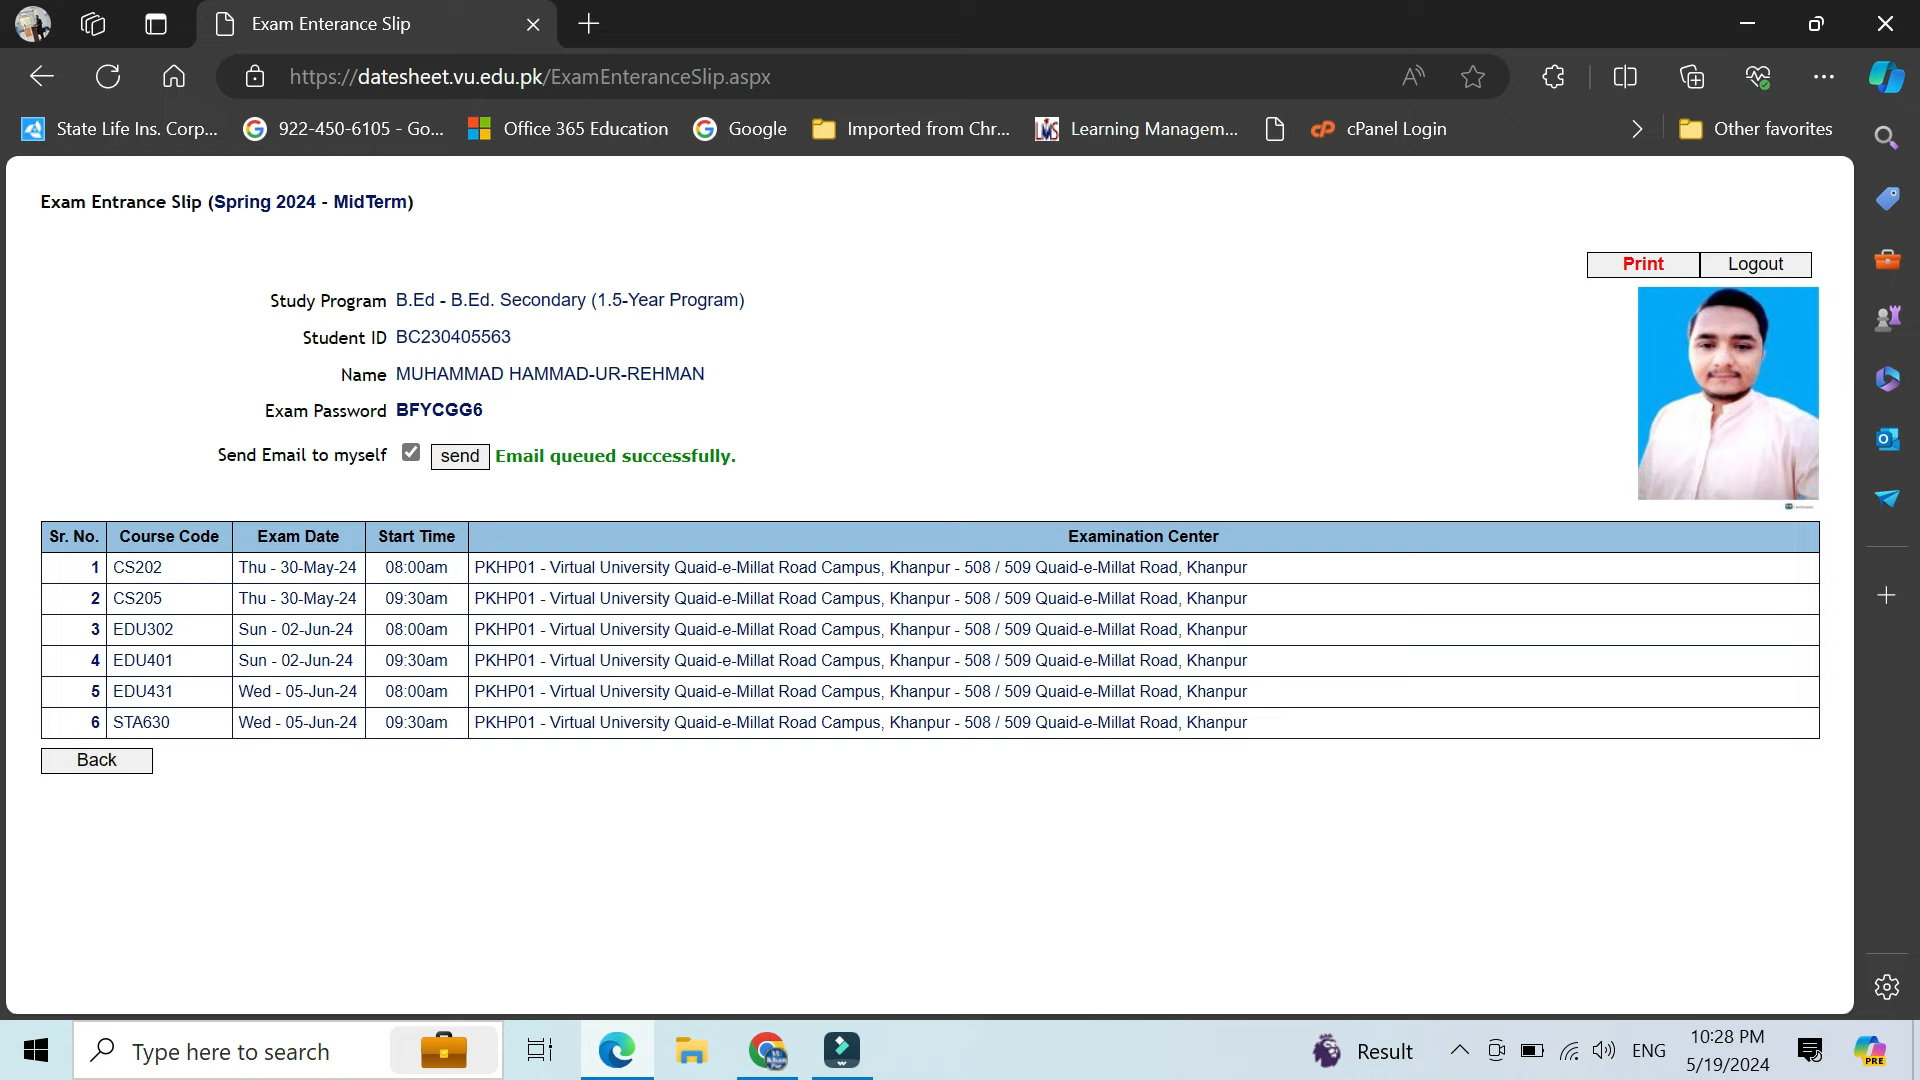 Exam Enterance Slip
https://datesheet.vu.edu.pk/ExamEnteranceSlip.aspx
State Life Ins. Corp... 922-450-6105 - Go... Office 365 Education Google Imported from Chr... Learning Managem... cPanel Login Other favorites
Exam Entrance Slip (Spring 2024 - MidTerm)
Print Logout
Study Program B.Ed - B.Ed. Secondary (1.5-Year Program)
Student ID BC230405563
Name MUHAMMAD HAMMAD-UR-REHMAN
Exam Password BFYCGG6
Send Email to myself send Email queued successfully.
Sr. No. Course Code Exam Date Start Time Examination Center
1 CS202 Thu - 30-May-24 08:00am PKHP01 - Virtual University Quaid-e-Millat Road Campus, Khanpur - 508 / 509 Quaid-e-Millat Road, Khanpur
2 CS205 Thu - 30-May-24 09:30am PKHP01 - Virtual University Quaid-e-Millat Road Campus, Khanpur - 508 / 509 Quaid-e-Millat Road, Khanpur
3 EDU302 Sun - 02-Jun-24 08:00am PKHP01 - Virtual University Quaid-e-Millat Road Campus, Khanpur - 508 / 509 Quaid-e-Millat Road, Khanpur
4 EDU401 Sun - 02-Jun-24 09:30am PKHP01 - Virtual University Quaid-e-Millat Road Campus, Khanpur - 508 / 509 Quaid-e-Millat Road, Khanpur
5 EDU431 Wed - 05-Jun-24 08:00am PKHP01 - Virtual University Quaid-e-Millat Road Campus, Khanpur - 508 / 509 Quaid-e-Millat Road, Khanpur
6 STA630 Wed - 05-Jun-24 09:30am PKHP01 - Virtual University Quaid-e-Millat Road Campus, Khanpur - 508 / 509 Quaid-e-Millat Road, Khanpur
Back
Type here to search
Result
ENG
10:28 PM
5/19/2024
PRE